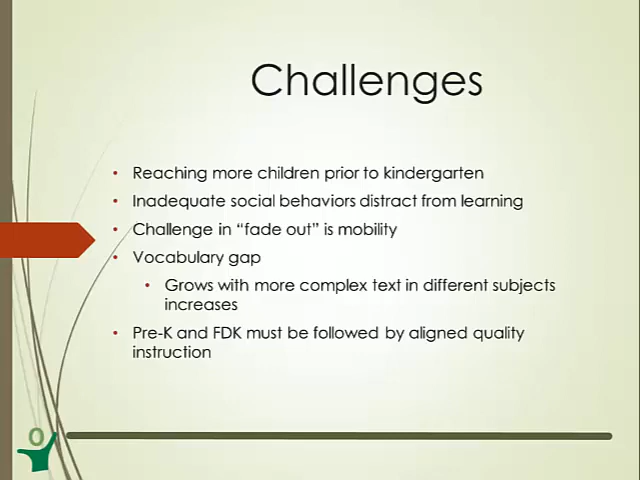 Challenges
• Reaching more children prior to kindergarten
• Inadequate social behaviors distract from learning
• Challenge in “fade out” is mobility
• Vocabulary gap
• Grows with more complex text in different subjects
increases
• Pre-K and FDK must be followed by aligned quality
instruction